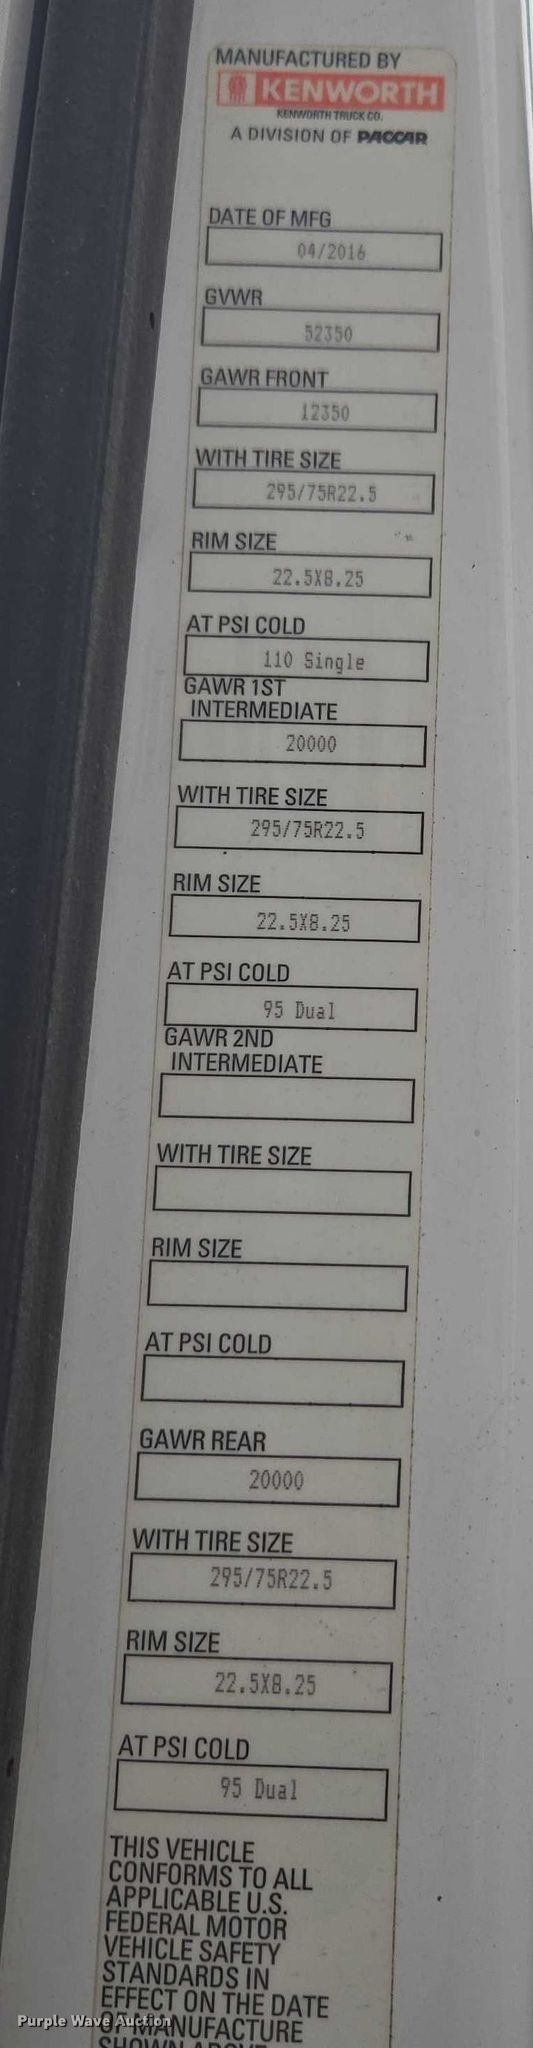 MANUFACTURED BY
KENWORTH
KENWORTH TRUCK CO.
A DIVISION OF PACCAR
DATE OF MFG
04/2016
GVWR
52350
GAWR FRONT
12350
WITH TIRE SIZE
295/75R22.5
RIM SIZE
22.5X8.25
AT PSI COLD
110 Single
GAWR 1ST
INTERMEDIATE
20000
WITH TIRE SIZE
295/75R22.5
RIM SIZE
22.5X8.25
AT PSI COLD
95 Dual
GAWR 2ND
INTERMEDIATE
WITH TIRE SIZE
RIM SIZE
AT PSI COLD
GAWR REAR
20000
WITH TIRE SIZE
295/75R22.5
RIM SIZE
22.5X8.25
AT PSI COLD
95 Dual
THIS VEHICLE
CONFORMS TO ALL
APPLICABLE U.S.
FEDERAL MOTOR
VEHICLE SAFETY
STANDARDS IN
EFFECT ON THE DATE
OF MANUFACTURE
SHOWN ABOVE
Purple Wave Auction